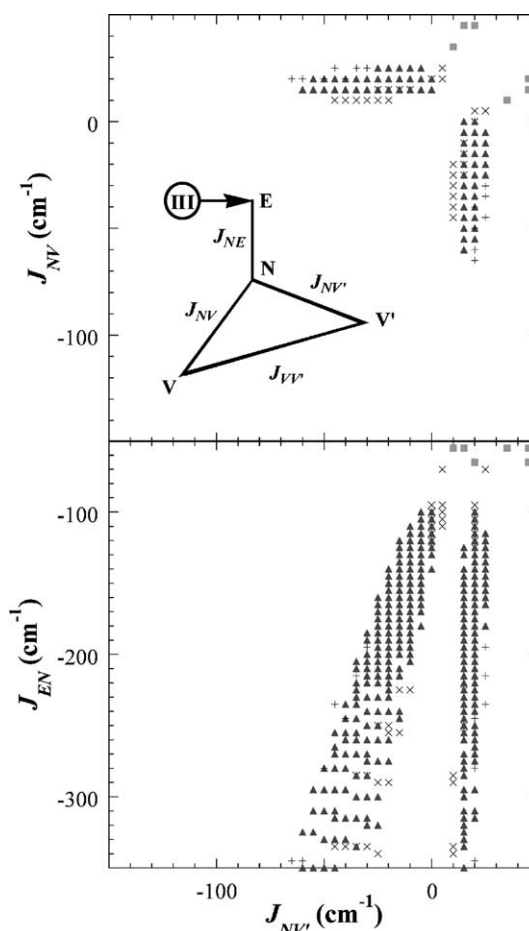 0
-100
J_NV (cm⁻¹)
III
E
J_NE
N
J_NV
J_NV'
V
V'
J_VV'
-100
-200
-300
J_EN (cm⁻¹)
-100
0
J_NV' (cm⁻¹)